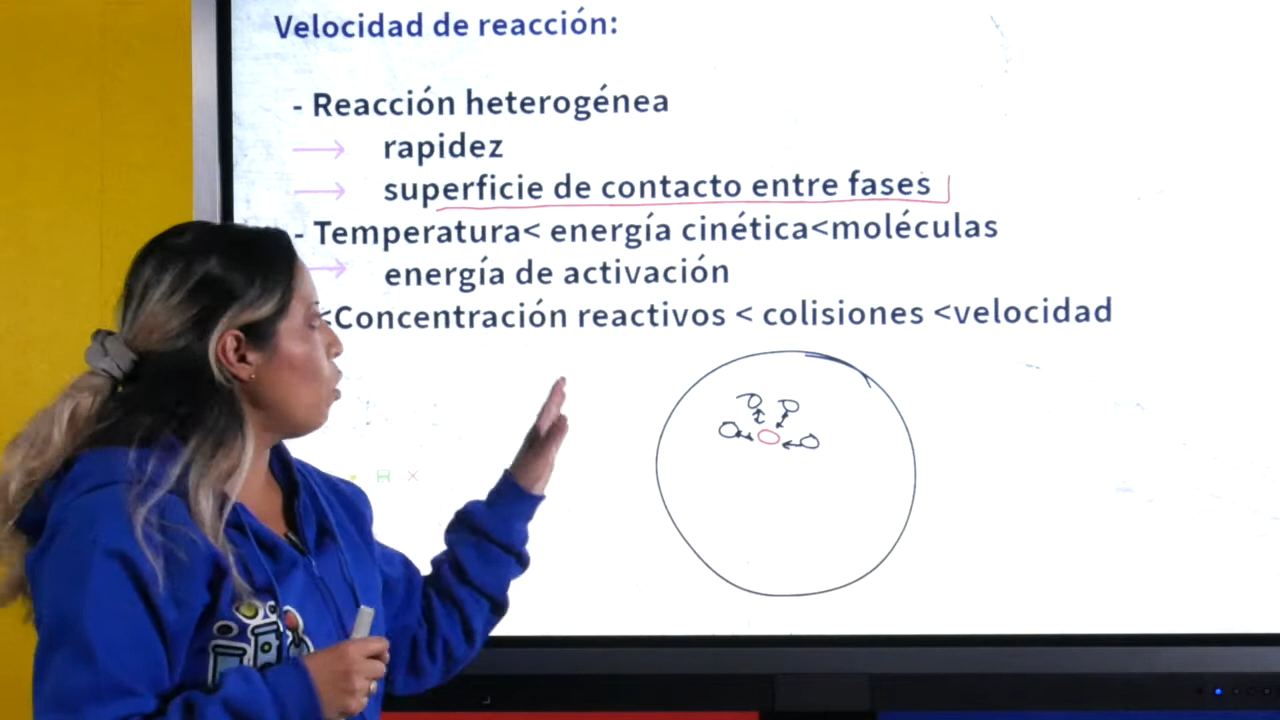 Velocidad de reacción:
- Reacción heterogénea
→ rapidez
→ superficie de contacto entre fases
- Temperatura< energía cinética<moléculas
→ energía de activación
<Concentración reactivos < colisiones <velocidad